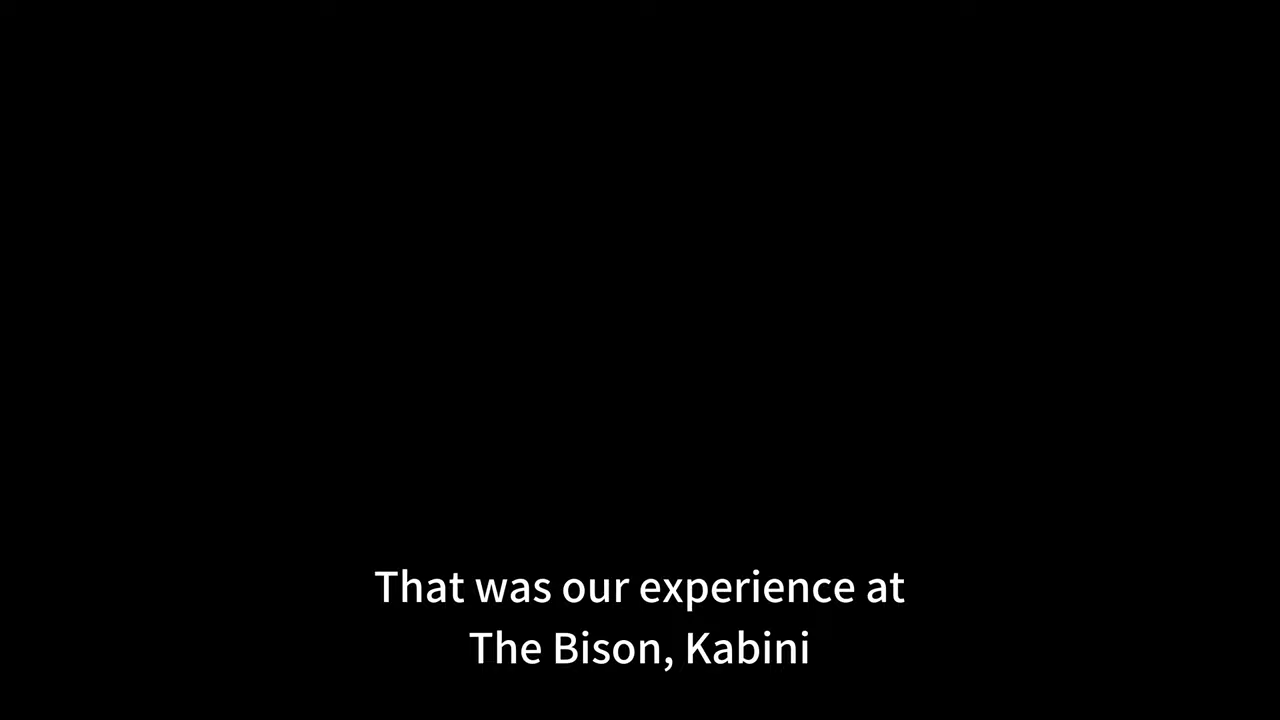 That was our experience at
The Bison, Kabini